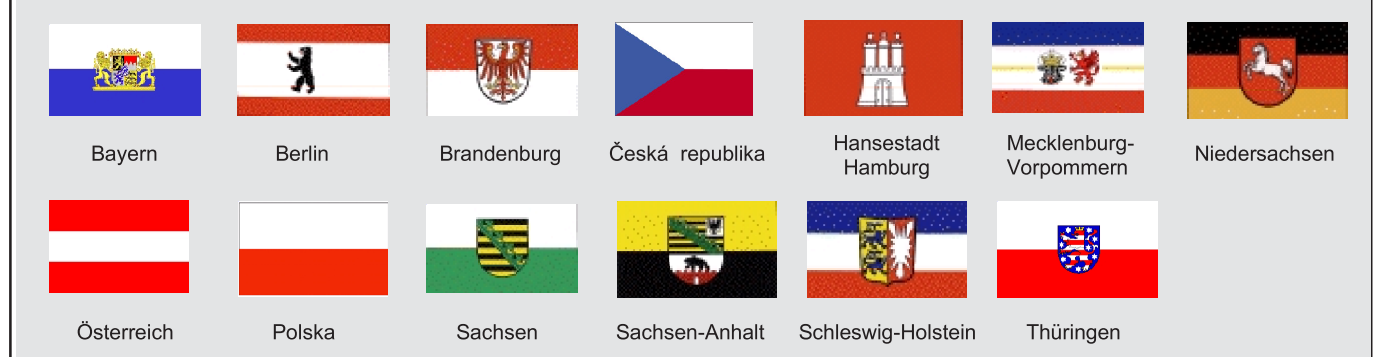 Bayern
Berlin
Brandenburg
Česká republika
Hansestadt
Hamburg
Mecklenburg-
Vorpommern
Niedersachsen
Österreich
Polska
Sachsen
Sachsen-Anhalt
Schleswig-Holstein
Thüringen